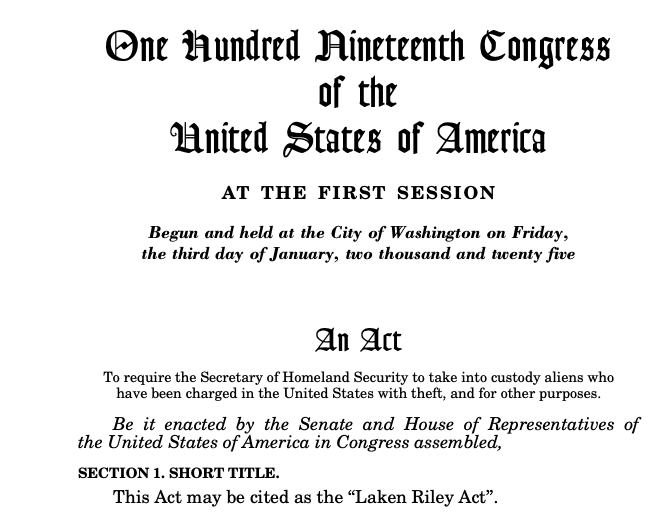 One Hundred Nineteenth Congress
of the
United States of America
AT THE FIRST SESSION
Begun and held at the City of Washington on Friday,
the third day of January, two thousand and twenty five
An Act
To require the Secretary of Homeland Security to take into custody aliens who
have been charged in the United States with theft, and for other purposes.
Be it enacted by the Senate and House of Representatives of
the United States of America in Congress assembled,
SECTION 1. SHORT TITLE.
This Act may be cited as the “Laken Riley Act”.